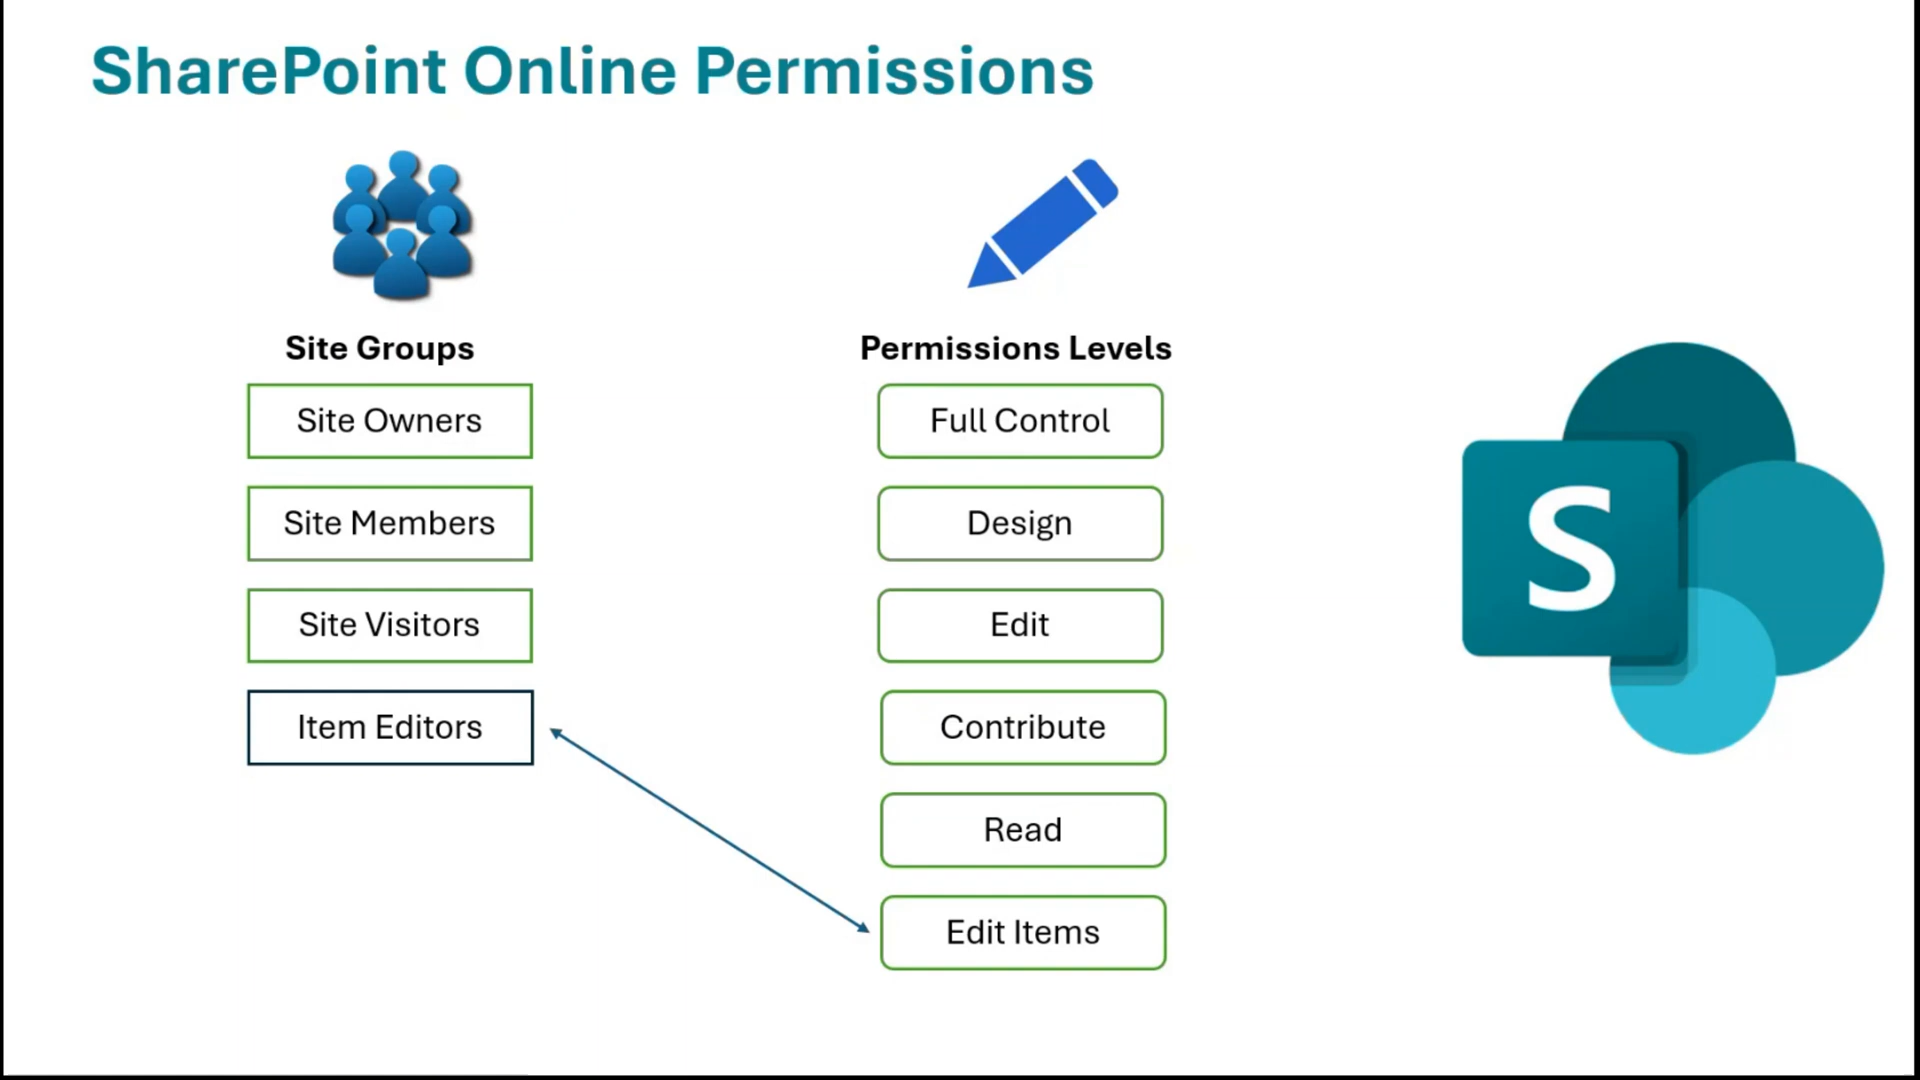 SharePoint Online Permissions
Site Groups
Site Owners
Site Members
Site Visitors
Item Editors
Permissions Levels
Full Control
Design
Edit
Contribute
Read
Edit Items
S